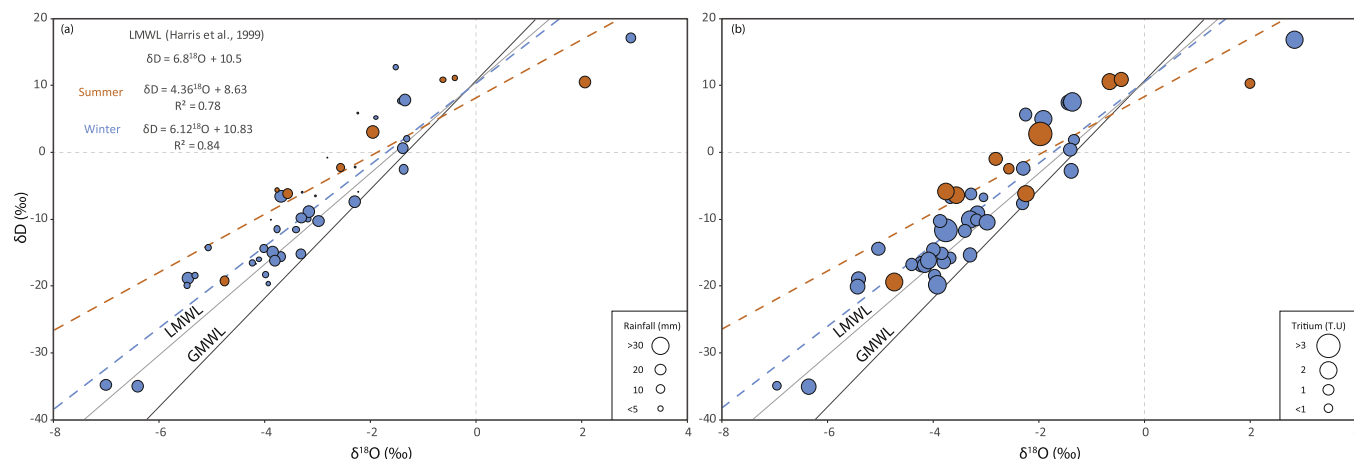 (a)
LMWL (Harris et al., 1999)
δD = 6.8¹⁸O + 10.5
Summer δD = 4.36¹⁸O + 8.63
R² = 0.78
Winter δD = 6.12¹⁸O + 10.83
R² = 0.84
20
10
0
-10
-20
-30
-40
δD (‰)
LMWL
GMWL
Rainfall (mm)
>30
20
10
<5
-8 -6 -4 -2 0 2 4
δ¹⁸O (‰)
(b)
20
10
0
-10
-20
-30
-40
LMWL
GMWL
Tritium (T.U)
>3
2
1
<1
-8 -6 -4 -2 0 2 4
δ¹⁸O (‰)